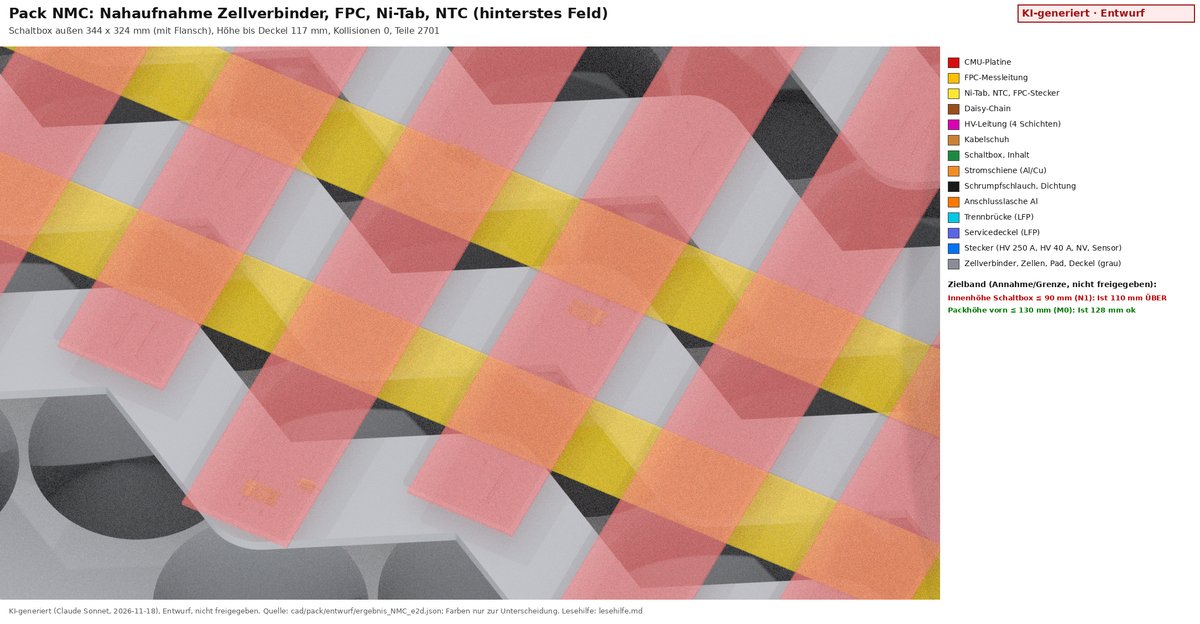 Pack NMC: Nahaufnahme Zellverbinder, FPC, Ni-Tab, NTC (hinterstes Feld)
KI-generiert · Entwurf
Schaltbox außen 344 x 324 mm (mit Flansch), Höhe bis Deckel 117 mm, Kollisionen 0, Teile 2701
CMU-Platine
FPC-Messleitung
Ni-Tab, NTC, FPC-Stecker
Daisy-Chain
HV-Leitung (4 Schichten)
Kabelschuh
Schaltbox, Inhalt
Stromschiene (Al/Cu)
Schrumpfschlauch, Dichtung
Anschlusslasche Al
Trennbrücke (LFP)
Servicedeckel (LFP)
Stecker (HV 250 A, HV 40 A, NV, Sensor)
Zellverbinder, Zellen, Pad, Deckel (grau)
Zielband (Annahme/Grenze, nicht freigegeben):
Innenhöhe Schaltbox ≤ 90 mm (N1): Ist 110 mm ÜBER
Packhöhe vorn ≤ 130 mm (M0): Ist 128 mm ok
KI-generiert (Claude Sonnet, 2026-11-18), Entwurf, nicht freigegeben. Quelle: cad/pack/entwurf/ergebnis_NMC_e2d.json; Farben nur zur Unterscheidung. Lesehilfe: lesehilfe.md